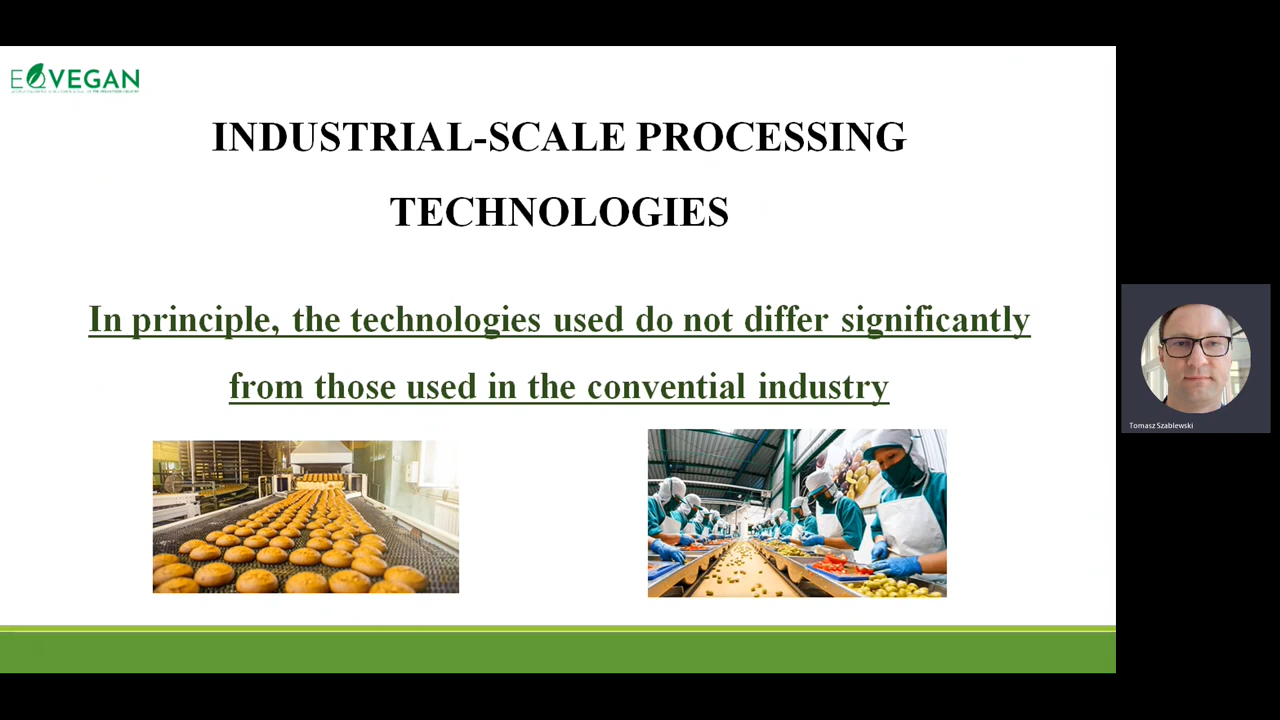 EQVEGAN
INDUSTRIAL-SCALE PROCESSING
TECHNOLOGIES
In principle, the technologies used do not differ significantly
from those used in the convential industry
Tomasz Szablewski